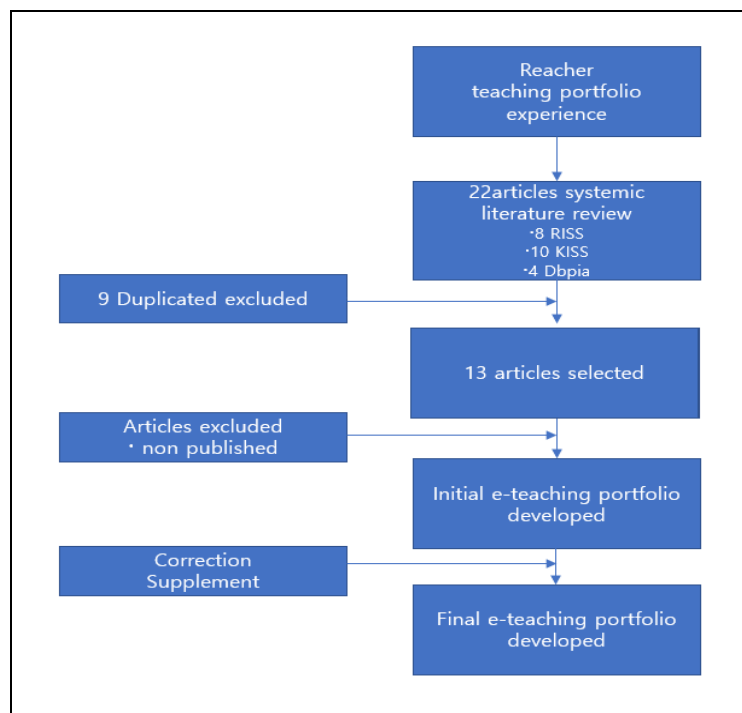 Reacher
teaching portfolio
experience
22articles systemic
literature review
·8 RISS
·10 KISS
·4 Dbpia
9 Duplicated excluded
13 articles selected
Articles excluded
· non published
Initial e-teaching portfolio
developed
Correction
Supplement
Final e-teaching portfolio
developed